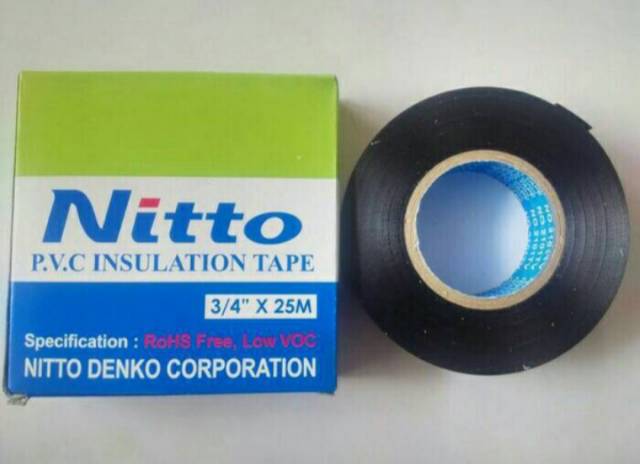 Nitto
P.V.C INSULATION TAPE
3/4" X 25M
Specification : RoHS Free, Low VOC
NITTO DENKO CORPORATION